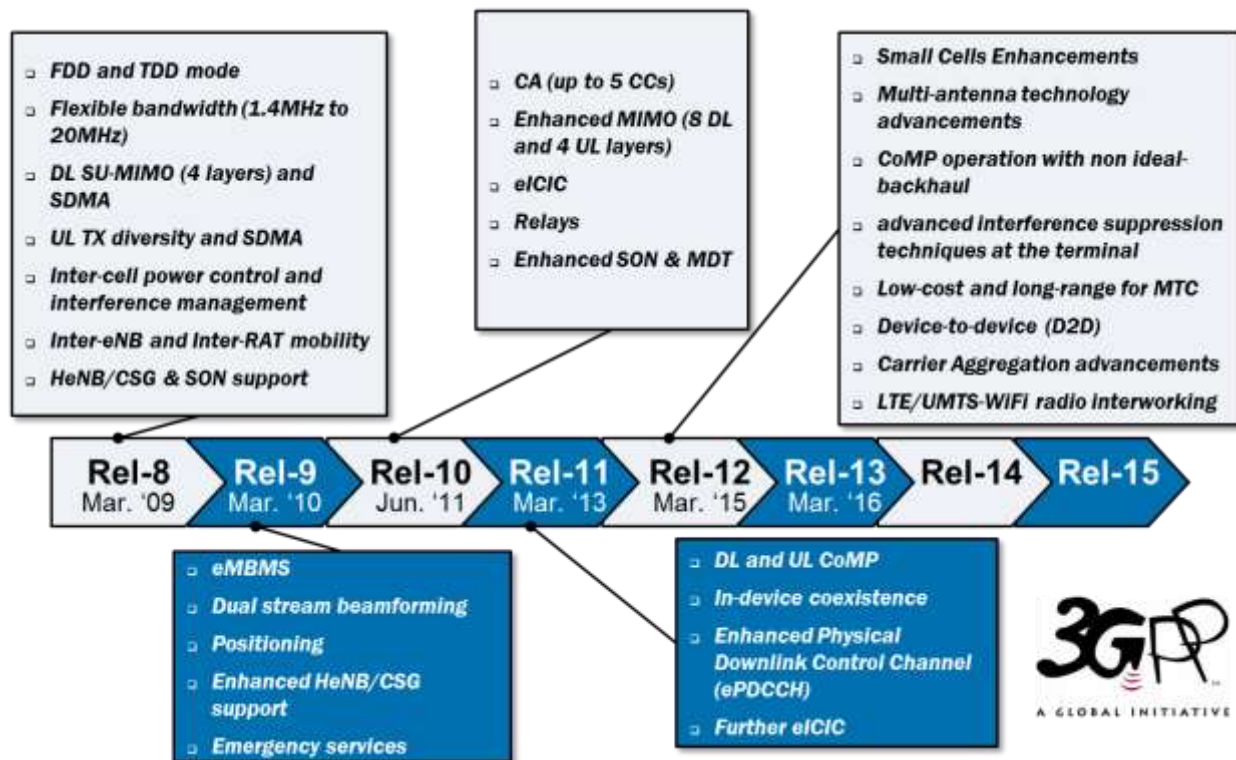 FDD and TDD mode
Flexible bandwidth (1.4MHz to
20MHz)
DL SU-MIMO (4 layers) and
SDMA
UL TX diversity and SDMA
Inter-cell power control and
interference management
Inter-eNB and Inter-RAT mobility
HeNB/CSG & SON support
CA (up to 5 CCs)
Enhanced MIMO (8 DL
and 4 UL layers)
eICIC
Relays
Enhanced SON & MDT
Small Cells Enhancements
Multi-antenna technology
advancements
CoMP operation with non ideal-
backhaul
advanced interference suppression
techniques at the terminal
Low-cost and long-range for MTC
Device-to-device (D2D)
Carrier Aggregation advancements
LTE/UMTS-WiFi radio interworking
Rel-8
Mar. ‘09
Rel-9
Mar. ‘10
Rel-10
Jun. ‘11
Rel-11
Mar. ‘13
Rel-12
Mar. ‘15
Rel-13
Mar. ‘16
Rel-14
Rel-15
eMBMS
Dual stream beamforming
Positioning
Enhanced HeNB/CSG
support
Emergency services
DL and UL CoMP
In-device coexistence
Enhanced Physical
Downlink Control Channel
(ePDCCH)
Further eICIC
3GPP
TM
A GLOBAL INITIATIVE